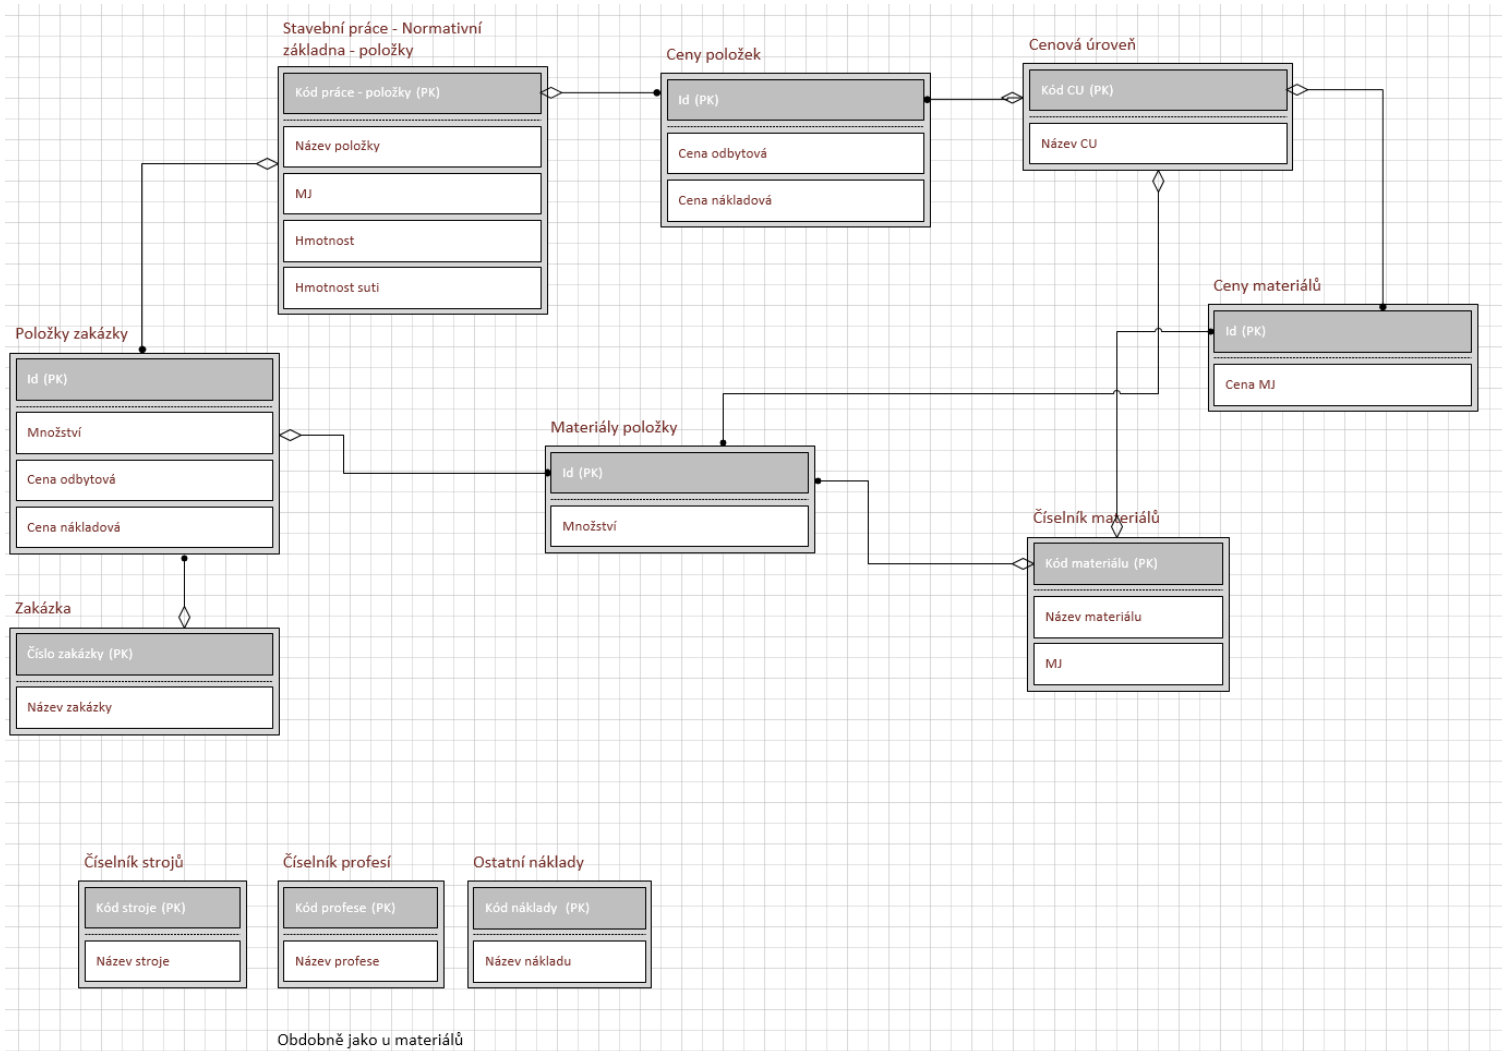 Stavební práce - Normativní
základna - položky
Kód práce - položky (PK)
Název položky
MJ
Hmotnost
Hmotnost suti
Ceny položek
Id (PK)
Cena odbytová
Cena nákladová
Cenová úroveň
Kód CU (PK)
Název CU
Ceny materiálů
Id (PK)
Cena MJ
Položky zakázky
Id (PK)
Množství
Cena odbytová
Cena nákladová
Materiály položky
Id (PK)
Množství
Číselník materiálů
Kód materiálu (PK)
Název materiálu
MJ
Zakázka
Číslo zakázky (PK)
Název zakázky
Číselník strojů
Kód stroje (PK)
Název stroje
Číselník profesí
Kód profese (PK)
Název profese
Ostatní náklady
Kód náklady (PK)
Název nákladu
Obdobně jako u materiálů